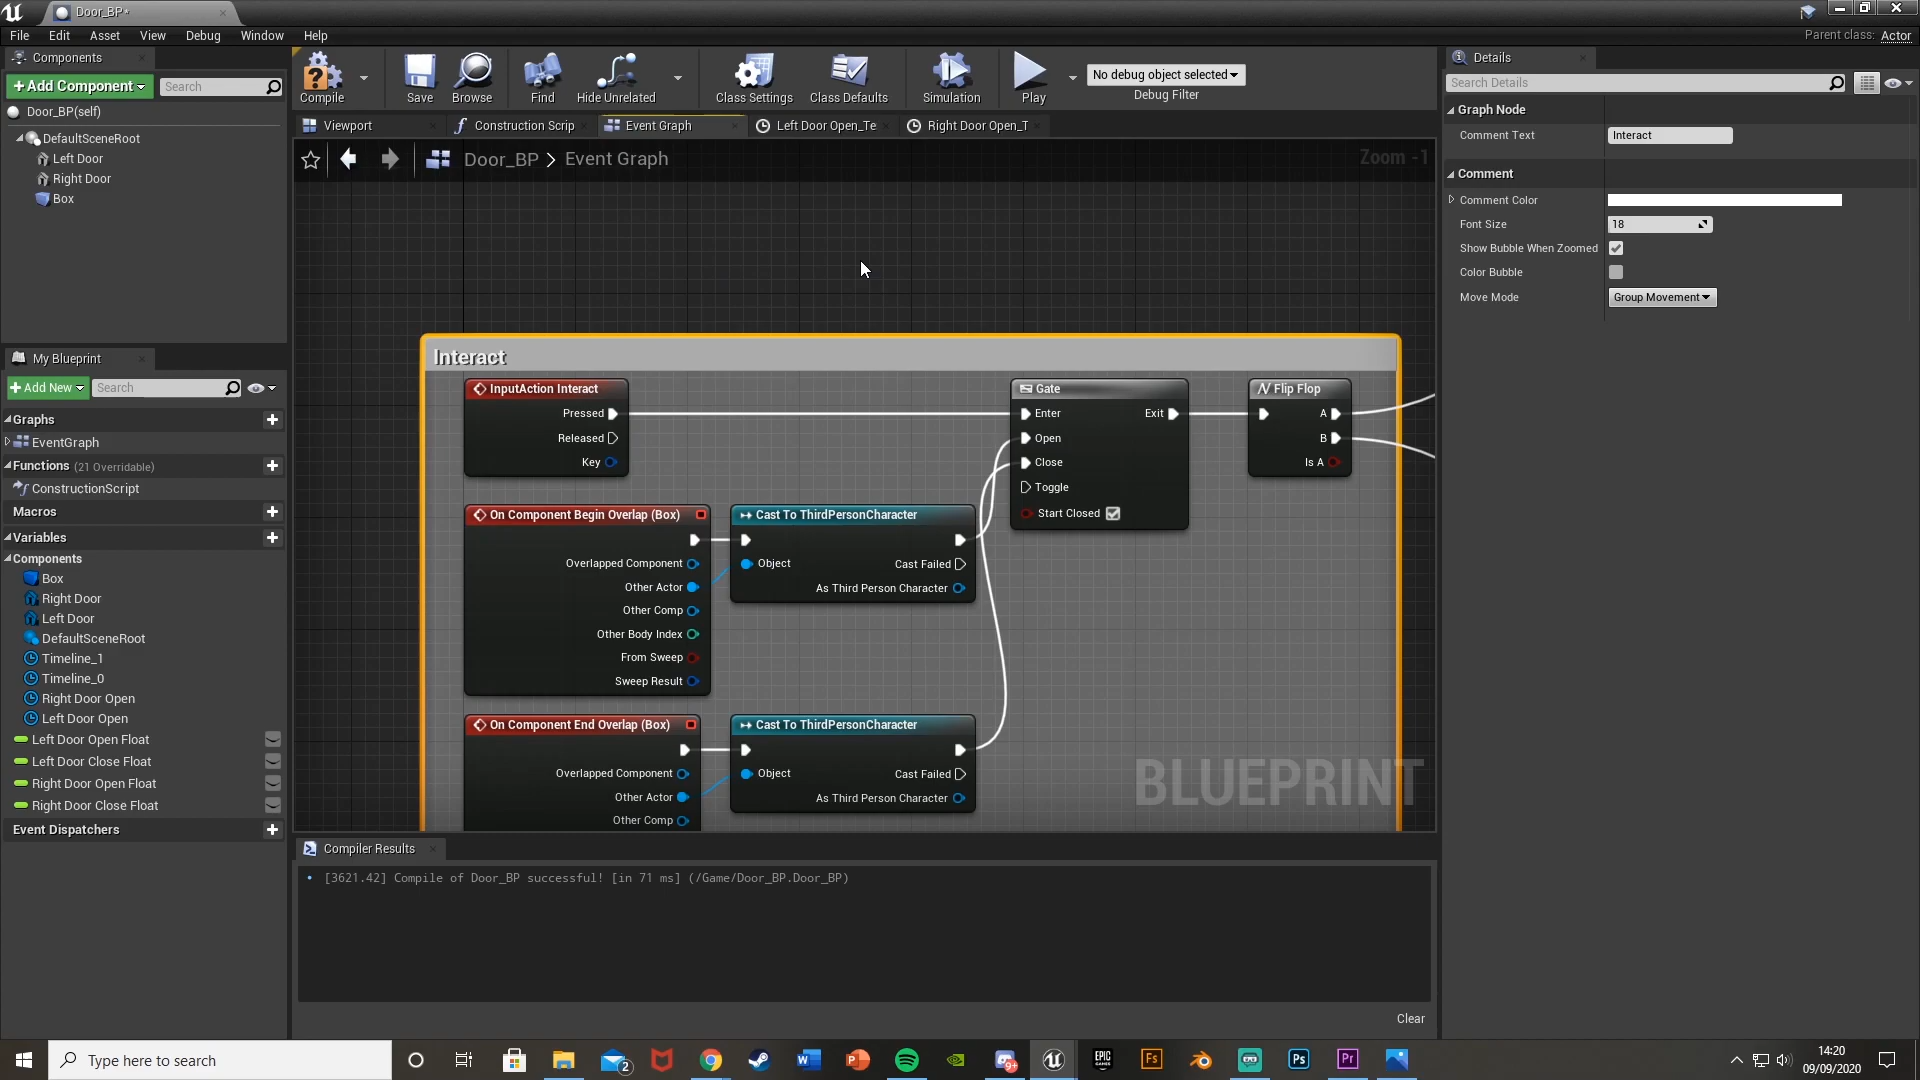 Door_BP*
File Edit Asset View Debug Window Help
Parent class: Actor
Components
+Add Component
Search
Door_BP(self)
DefaultSceneRoot
Left Door
Right Door
Box
Compile
Save
Browse
Find
Hide Unrelated
Class Settings
Class Defaults
Simulation
Play
No debug object selected
Debug Filter
Viewport
Construction Scrip
Event Graph
Left Door Open_Te
Right Door Open_T
Door_BP > Event Graph
Zoom -1
Interact
InputAction Interact
Pressed
Released
Key
Gate
Enter
Exit
Open
Close
Toggle
Start Closed
Flip Flop
A
B
Is A
On Component Begin Overlap (Box)
Overlapped Component
Other Actor
Other Comp
Other Body Index
From Sweep
Sweep Result
Cast To ThirdPersonCharacter
Object
Cast Failed
As Third Person Character
On Component End Overlap (Box)
Overlapped Component
Other Actor
Other Comp
Cast To ThirdPersonCharacter
Object
Cast Failed
As Third Person Character
BLUEPRINT
My Blueprint
+Add New
Search
Graphs
EventGraph
Functions (21 Overridable)
ConstructionScript
Macros
Variables
Components
Box
Right Door
Left Door
DefaultSceneRoot
Timeline_1
Timeline_0
Right Door Open
Left Door Open
Left Door Open Float
Left Door Close Float
Right Door Open Float
Right Door Close Float
Event Dispatchers
Compiler Results
[3621.42] Compile of Door_BP successful! [in 71 ms] (/Game/Door_BP.Door_BP)
Clear
Details
Search Details
Graph Node
Comment Text
Interact
Comment
Comment Color
Font Size
18
Show Bubble When Zoomed
Color Bubble
Move Mode
Group Movement
Type here to search
2
9+
EPIC GAMES
Fs
Ps
Pr
14:20
09/09/2020